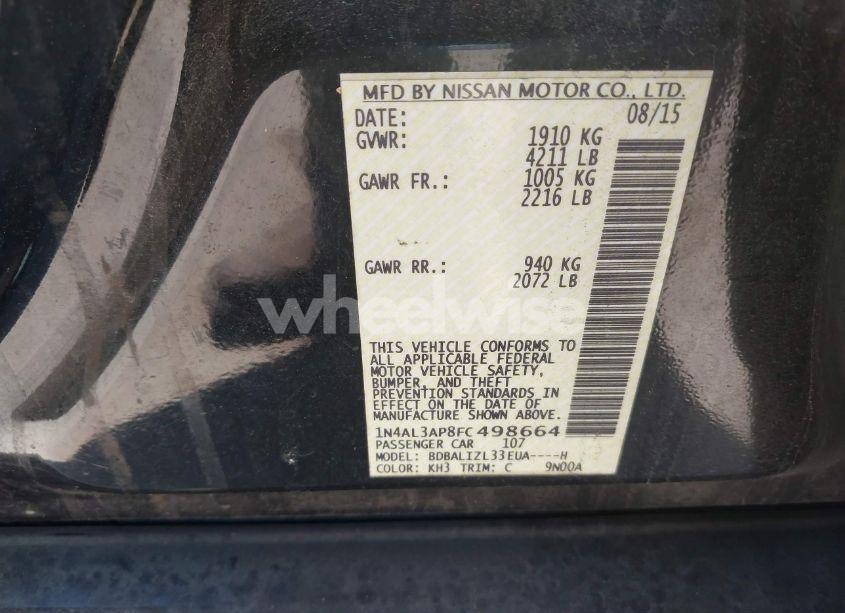 MFD BY NISSAN MOTOR CO., LTD.
DATE: 08/15
GVWR: 1910 KG
4211 LB
GAWR FR.: 1005 KG
2216 LB
GAWR RR.: 940 KG
2072 LB
wheelwise
THIS VEHICLE CONFORMS TO
ALL APPLICABLE FEDERAL
MOTOR VEHICLE SAFETY,
BUMPER, AND THEFT
PREVENTION STANDARDS IN
EFFECT ON THE DATE OF
MANUFACTURE SHOWN ABOVE.
1N4AL3AP8FC498664
PASSENGER CAR 107
MODEL: BDBALIZL33EUA----H
COLOR: KH3 TRIM: C 9N00A